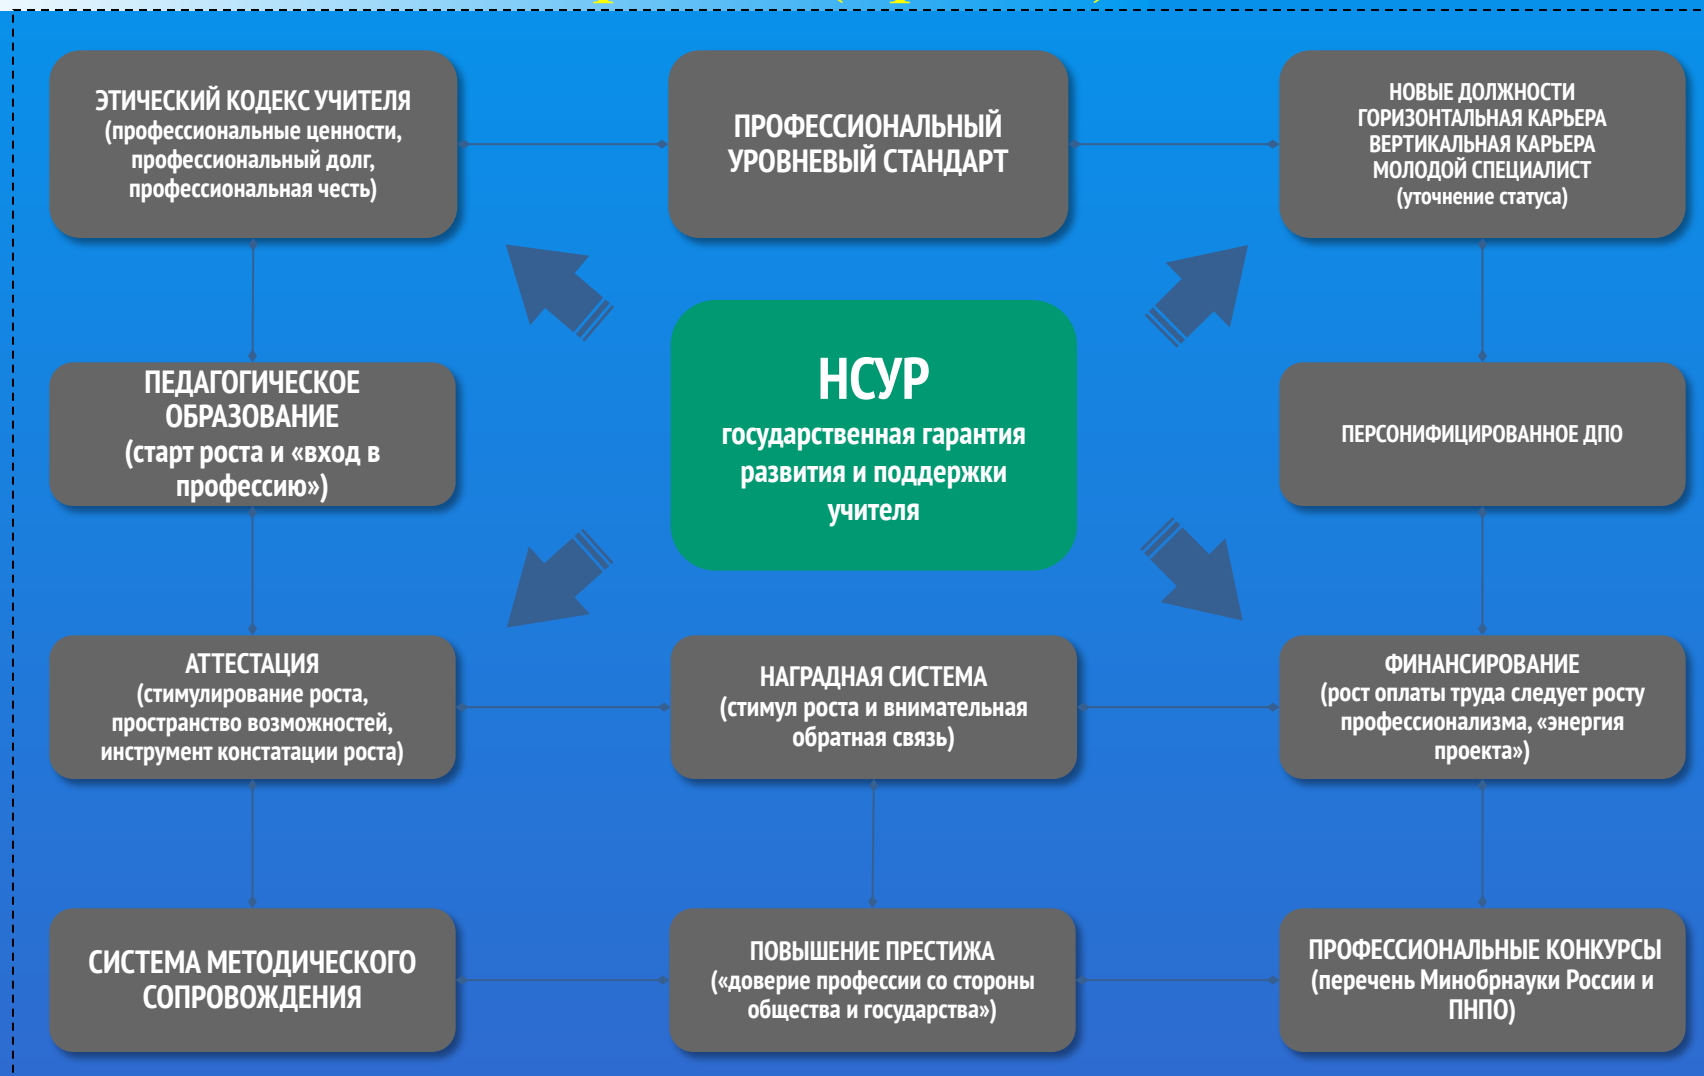 ЭТИЧЕСКИЙ КОДЕКС УЧИТЕЛЯ
(профессиональные ценности,
профессиональный долг,
профессиональная честь)
ПРОФЕССИОНАЛЬНЫЙ
УРОВНЕВЫЙ СТАНДАРТ
НОВЫЕ ДОЛЖНОСТИ
ГОРИЗОНТАЛЬНАЯ КАРЬЕРА
ВЕРТИКАЛЬНАЯ КАРЬЕРА
МОЛОДОЙ СПЕЦИАЛИСТ
(уточнение статуса)
ПЕДАГОГИЧЕСКОЕ
ОБРАЗОВАНИЕ
(старт роста и «вход в
профессию»)
НСУР
государственная гарантия
развития и поддержки
учителя
ПЕРСОНИФИЦИРОВАННОЕ ДПО
АТТЕСТАЦИЯ
(стимулирование роста,
пространство возможностей,
инструмент констатации роста)
НАГРАДНАЯ СИСТЕМА
(стимул роста и внимательная
обратная связь)
ФИНАНСИРОВАНИЕ
(рост оплаты труда следует росту
профессионализма, «энергия
проекта»)
СИСТЕМА МЕТОДИЧЕСКОГО
СОПРОВОЖДЕНИЯ
ПОВЫШЕНИЕ ПРЕСТИЖА
(«доверие профессии со стороны
общества и государства»)
ПРОФЕССИОНАЛЬНЫЕ КОНКУРСЫ
(перечень Минобрнауки России и
ПНПО)